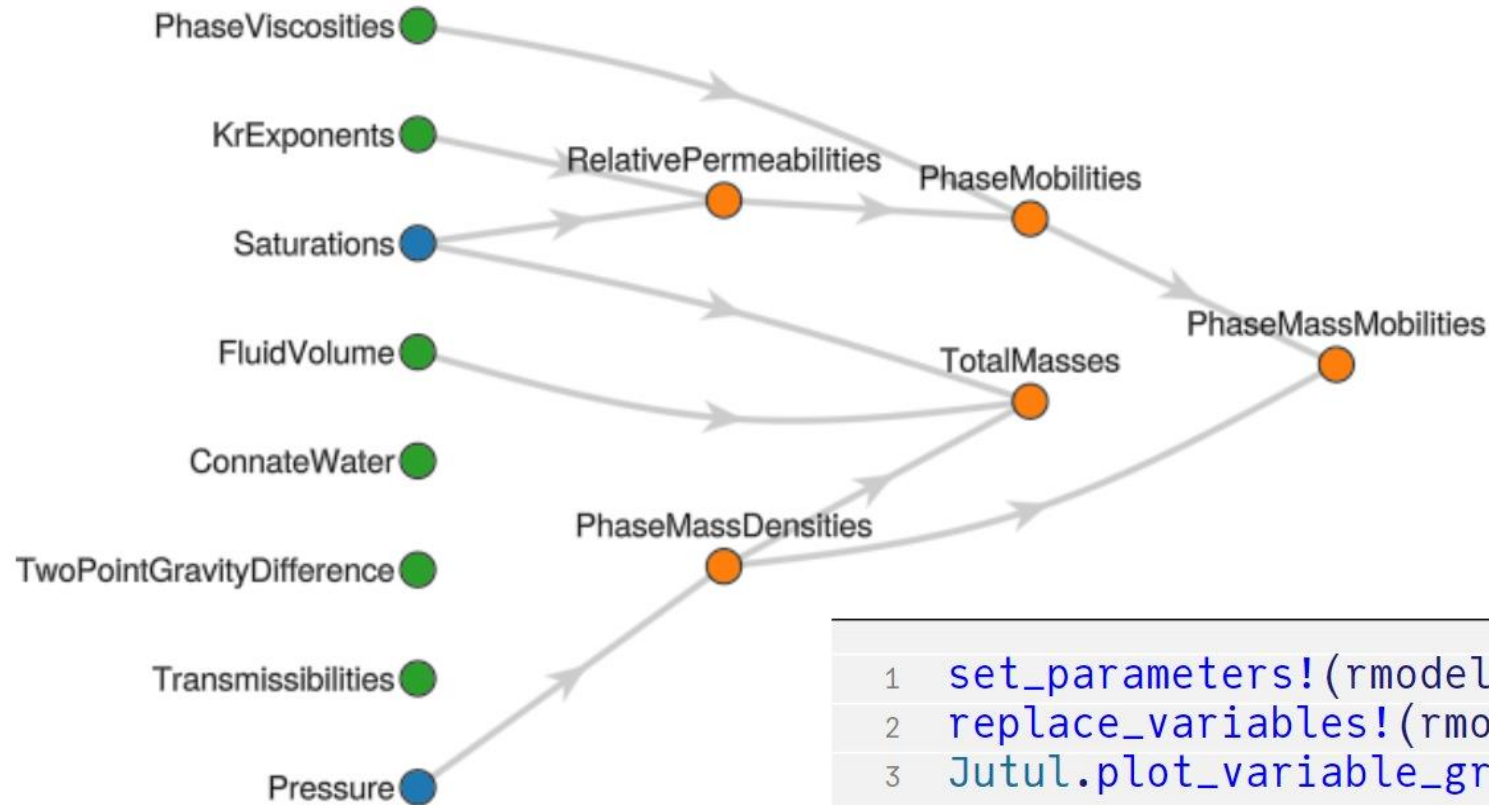 PhaseViscosities
KrExponents
RelativePermeabilities
PhaseMobilities
Saturations
PhaseMassMobilities
FluidVolume
TotalMasses
ConnateWater
PhaseMassDensities
TwoPointGravityDifference
Transmissibilities
Pressure
1 set_parameters!(rmodel
2 replace_variables!(rmo
3 Jutul.plot_variable_gr